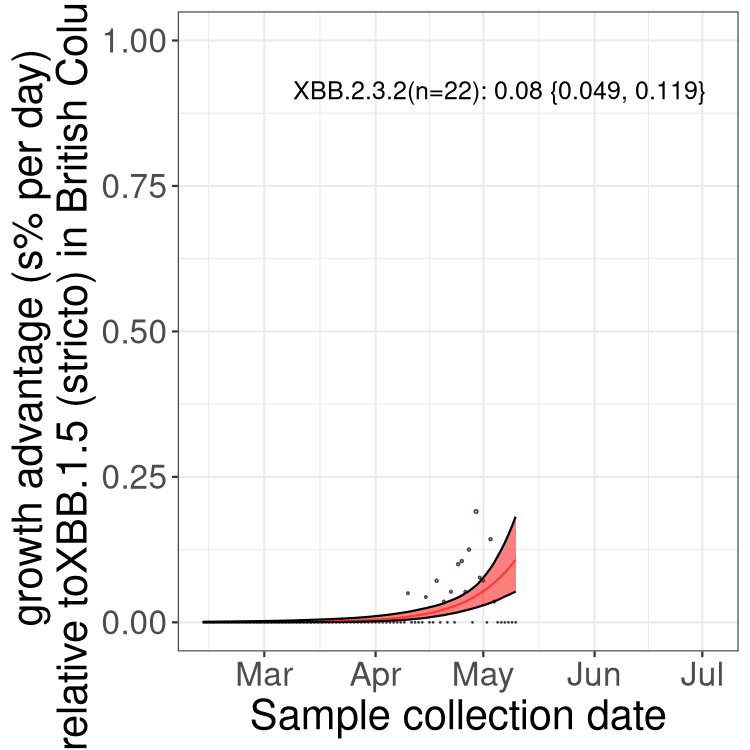 growth advantage (s% per day)
relative toXBB.1.5 (stricto) in British Colu
1.00
0.75
0.50
0.25
0.00
XBB.2.3.2(n=22): 0.08 {0.049, 0.119}
Mar Apr May Jun Jul
Sample collection date